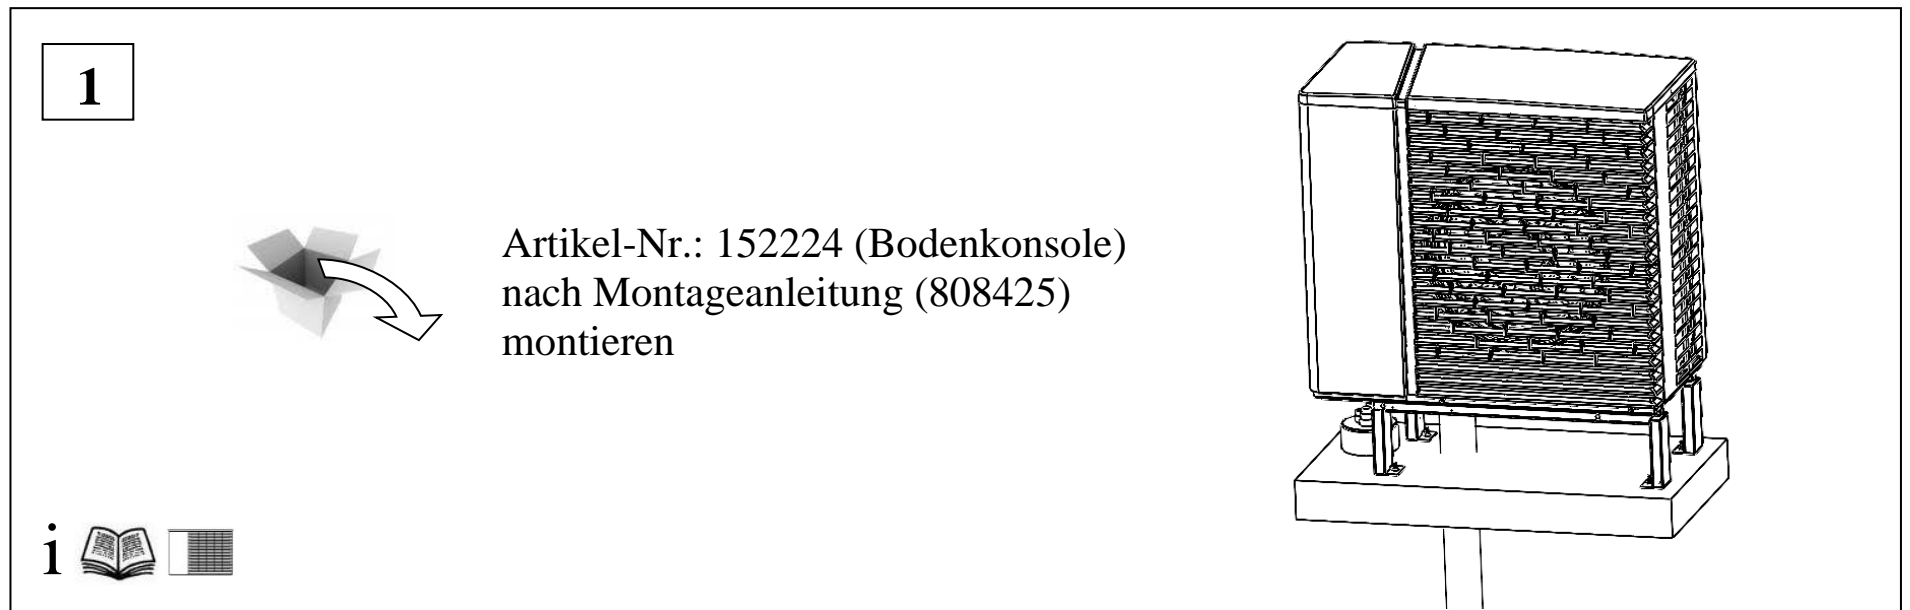 1
Artikel-Nr.: 152224 (Bodenkonsole)
nach Montageanleitung (808425)
montieren
i